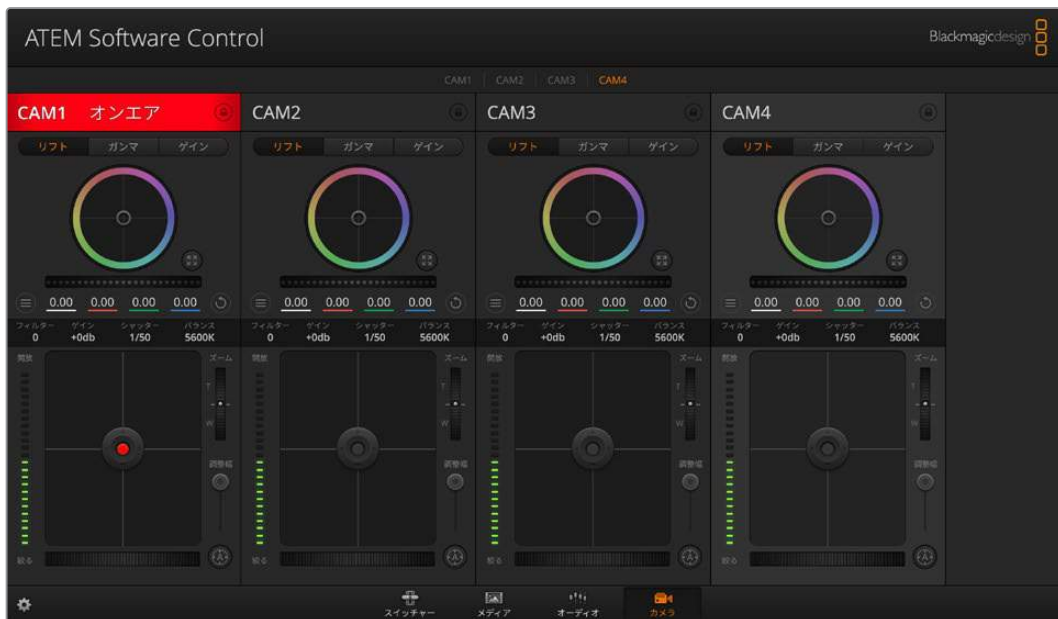 ATEM Software Control
Blackmagicdesign
CAM1 CAM2 CAM3 CAM4
CAM1 オンエア CAM2 CAM3 CAM4
リフト ガンマ ゲイン リフト ガンマ ゲイン リフト ガンマ ゲイン リフト ガンマ ゲイン
0.00 0.00 0.00 0.00 0.00 0.00 0.00 0.00 0.00 0.00 0.00 0.00 0.00 0.00 0.00 0.00
フィルター ゲイン シャッター バランス フィルター ゲイン シャッター バランス フィルター ゲイン シャッター バランス フィルター ゲイン シャッター バランス
0 +0db 1/50 5600K 0 +0db 1/50 5600K 0 +0db 1/50 5600K 0 +0db 1/50 5600K
開放 ズーム 開放 ズーム 開放 ズーム 開放 ズーム
T T T T
W W W W
調整幅 調整幅 調整幅 調整幅
絞る 絞る 絞る 絞る
スイッチャー メディア オーディオ カメラ